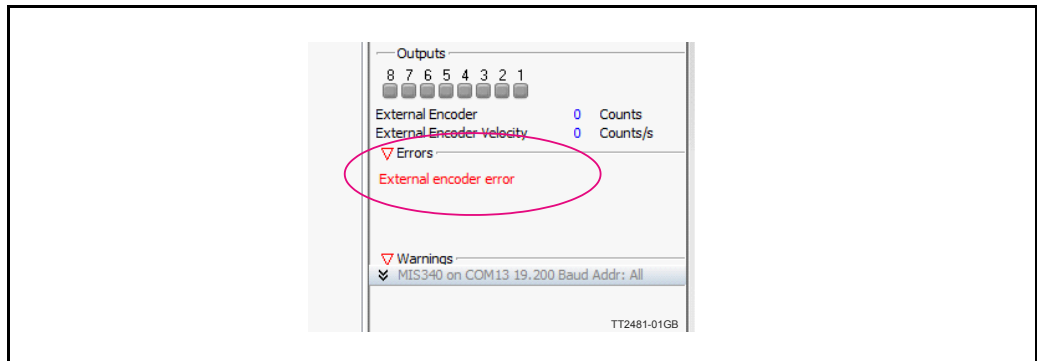 Outputs
8 7 6 5 4 3 2 1
External Encoder 0 Counts
External Encoder Velocity 0 Counts/s
Errors
External encoder error
Warnings
MIS340 on COM13 19.200 Baud Addr: All
TT2481-01GB